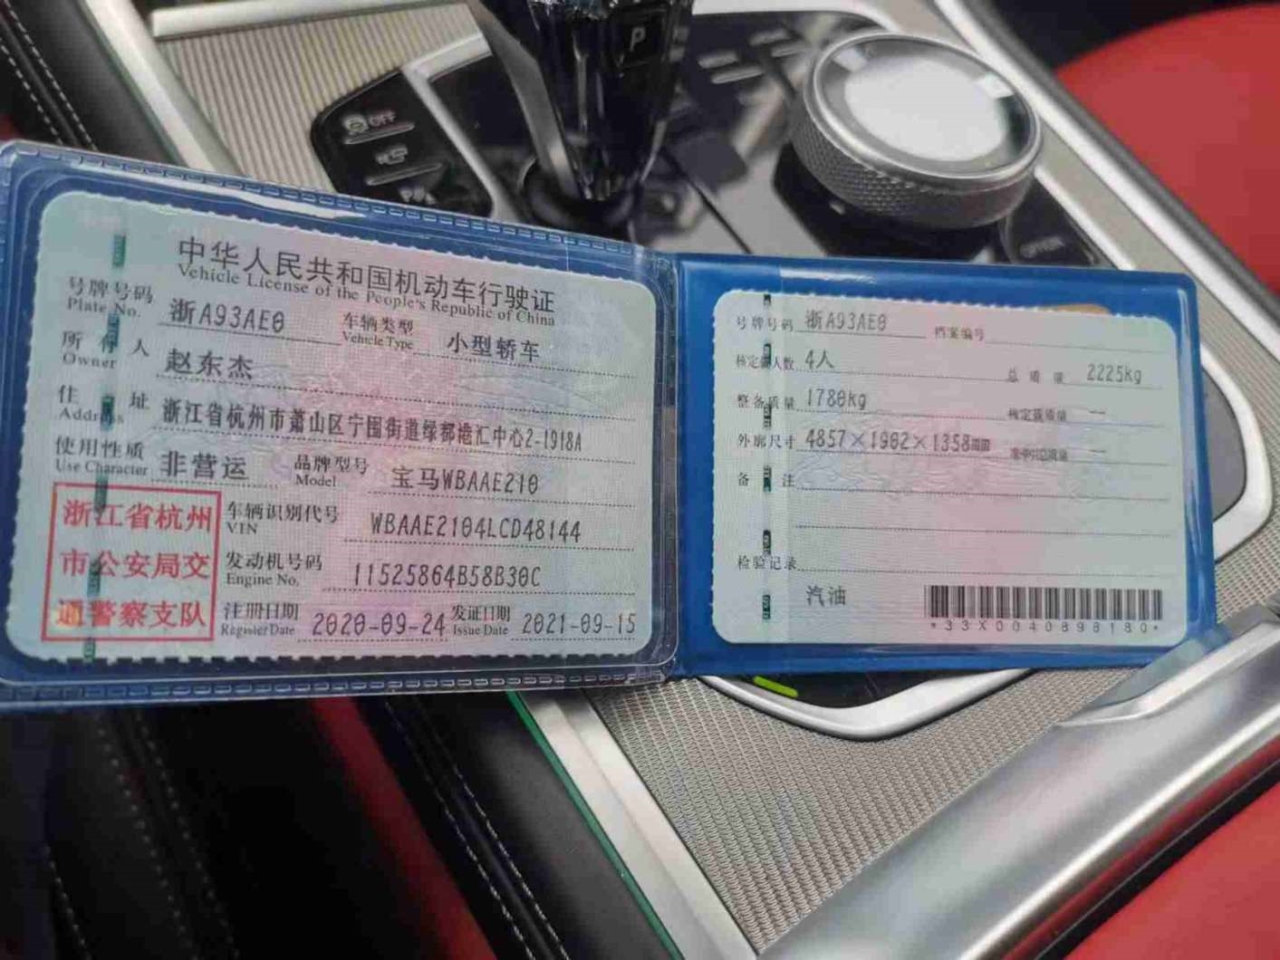 P
OFF
中华人民共和国机动车行驶证
Vehicle License of the People's Republic of China
号牌号码 浙A93AE0 车辆类型 小型轿车
Plate No. Vehicle Type
所有人 赵东杰
Owner
住址 浙江省杭州市萧山区宁围街道绿都港汇中心2-1918A
Address
使用性质 非营运 品牌型号 宝马WBAAE210
Use Character Model
浙江省杭州
市公安局交
通警察支队
车辆识别代号 WBAAE2104LCD48144
VIN
发动机号码 11525864B58B30C
Engine No.
注册日期 2020-09-24 发证日期 2021-09-15
Register Date Issue Date
号牌号码 浙A93AE0 档案编号
核定载人数 4人 总质量 2225kg
整备质量 1780kg 核定载质量 --
外廓尺寸 4857×1902×1358 --
备注
检验记录
汽油
*33X0040898180*